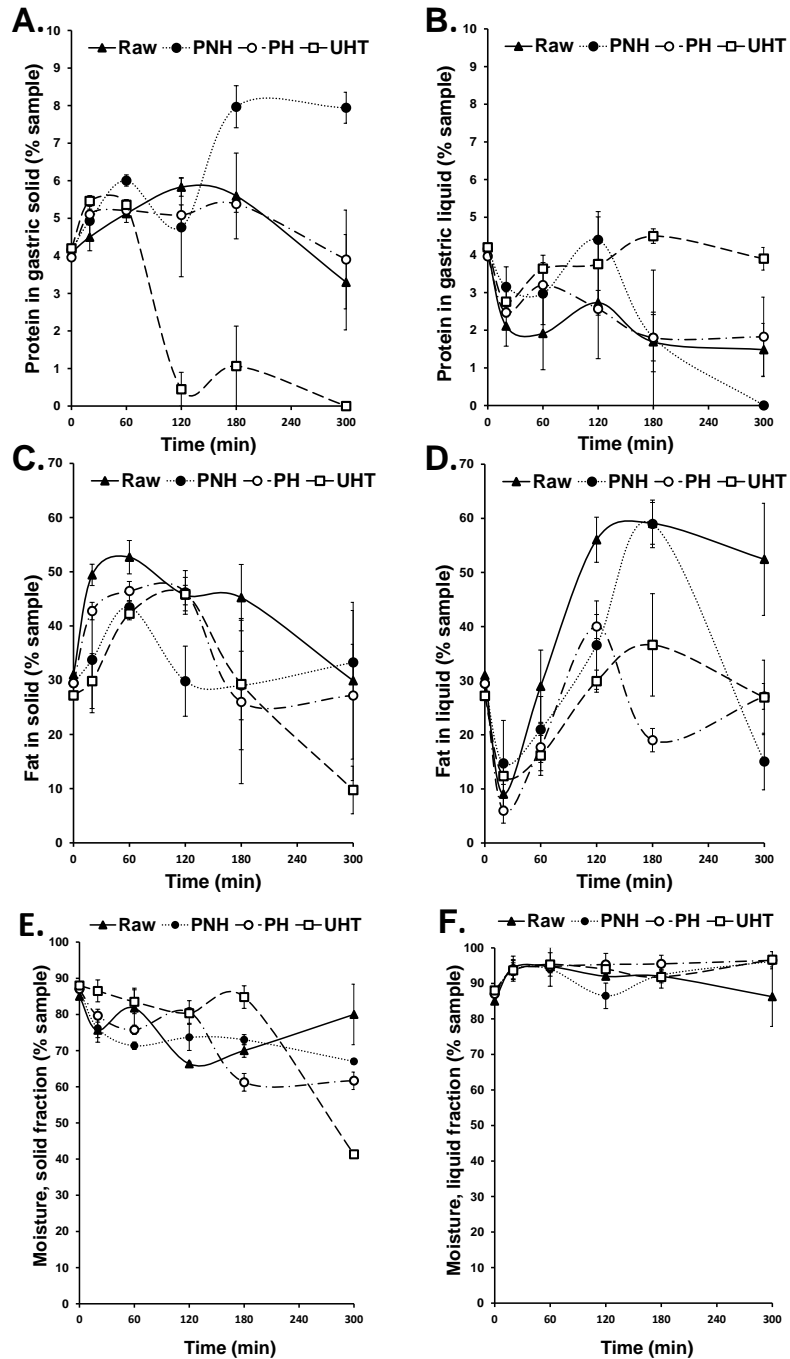 A.
Raw PNH PH UHT
Protein in gastric solid (% sample)
10
9
8
7
6
5
4
3
2
1
0
0 60 120 180 240 300
Time (min)
B.
Raw PNH PH UHT
Protein in gastric liquid (% sample)
10
9
8
7
6
5
4
3
2
1
0
0 60 120 180 240 300
Time (min)
C.
Raw PNH PH UHT
Fat in solid (% sample)
70
60
50
40
30
20
10
0
0 60 120 180 240 300
Time (min)
D.
Raw PNH PH UHT
Fat in liquid (% sample)
70
60
50
40
30
20
10
0
0 60 120 180 240 300
Time (min)
E.
Raw PNH PH UHT
Moisture, solid fraction (% sample)
100
90
80
70
60
50
40
30
20
10
0
0 60 120 180 240 300
Time (min)
F.
Raw PNH PH UHT
Moisture, liquid fraction (% sample)
100
90
80
70
60
50
40
30
20
10
0
0 60 120 180 240 300
Time (min)